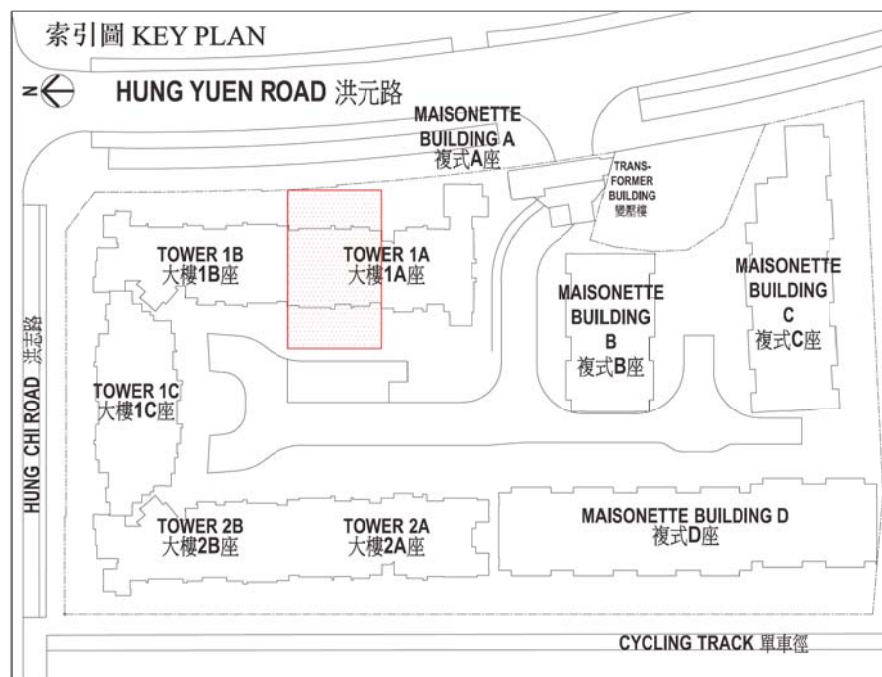 索引圖 KEY PLAN
N
HUNG YUEN ROAD 洪元路
MAISONETTE
BUILDING A
複式A座
TRANS-
FORMER
BUILDING
變壓樓
TOWER 1B
大樓1B座
TOWER 1A
大樓1A座
MAISONETTE
BUILDING
B
複式B座
MAISONETTE
BUILDING
C
複式C座
HUNG CHI ROAD 洪志路
TOWER 1C
大樓1C座
TOWER 2B
大樓2B座
TOWER 2A
大樓2A座
MAISONETTE BUILDING D
複式D座
CYCLING TRACK 單車徑